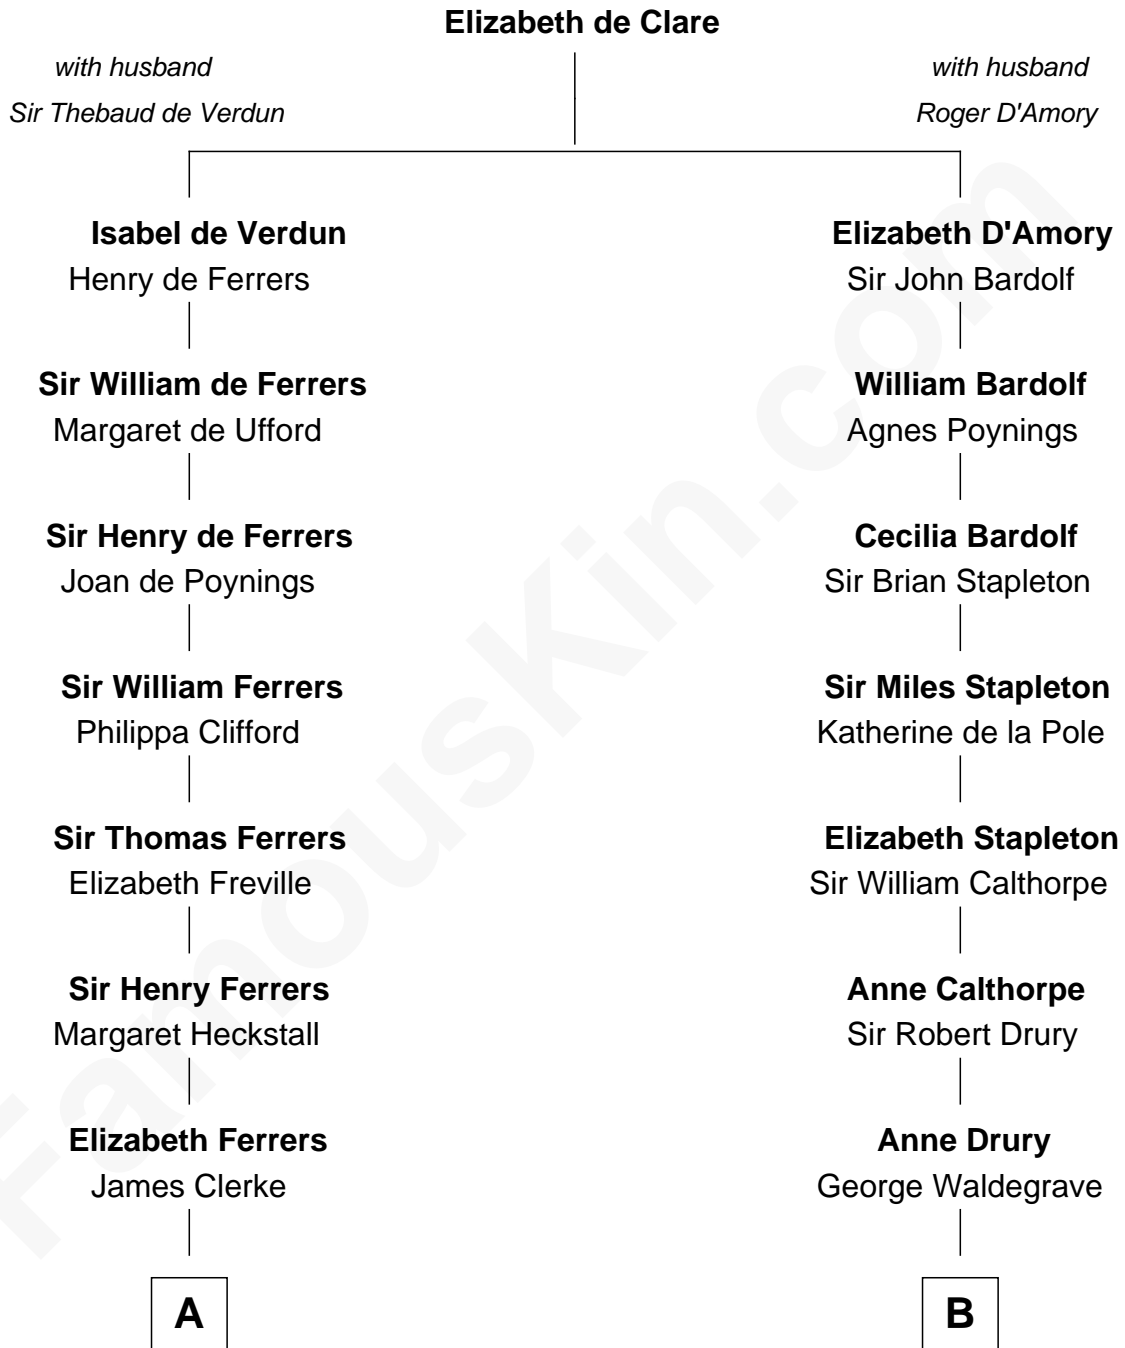 Elizabeth de Clare
with husband
Sir Thebaud de Verdun
with husband
Roger D'Amory
Isabel de Verdun
Henry de Ferrers
Elizabeth D'Amory
Sir John Bardolf
Sir William de Ferrers
Margaret de Ufford
William Bardolf
Agnes Poynings
Sir Henry de Ferrers
Joan de Poynings
Cecilia Bardolf
Sir Brian Stapleton
Sir William Ferrers
Philippa Clifford
Sir Miles Stapleton
Katherine de la Pole
Sir Thomas Ferrers
Elizabeth Freville
Elizabeth Stapleton
Sir William Calthorpe
Sir Henry Ferrers
Margaret Heckstall
Anne Calthorpe
Sir Robert Drury
Elizabeth Ferrers
James Clerke
Anne Drury
George Waldegrave
A
B
FamousKin.com